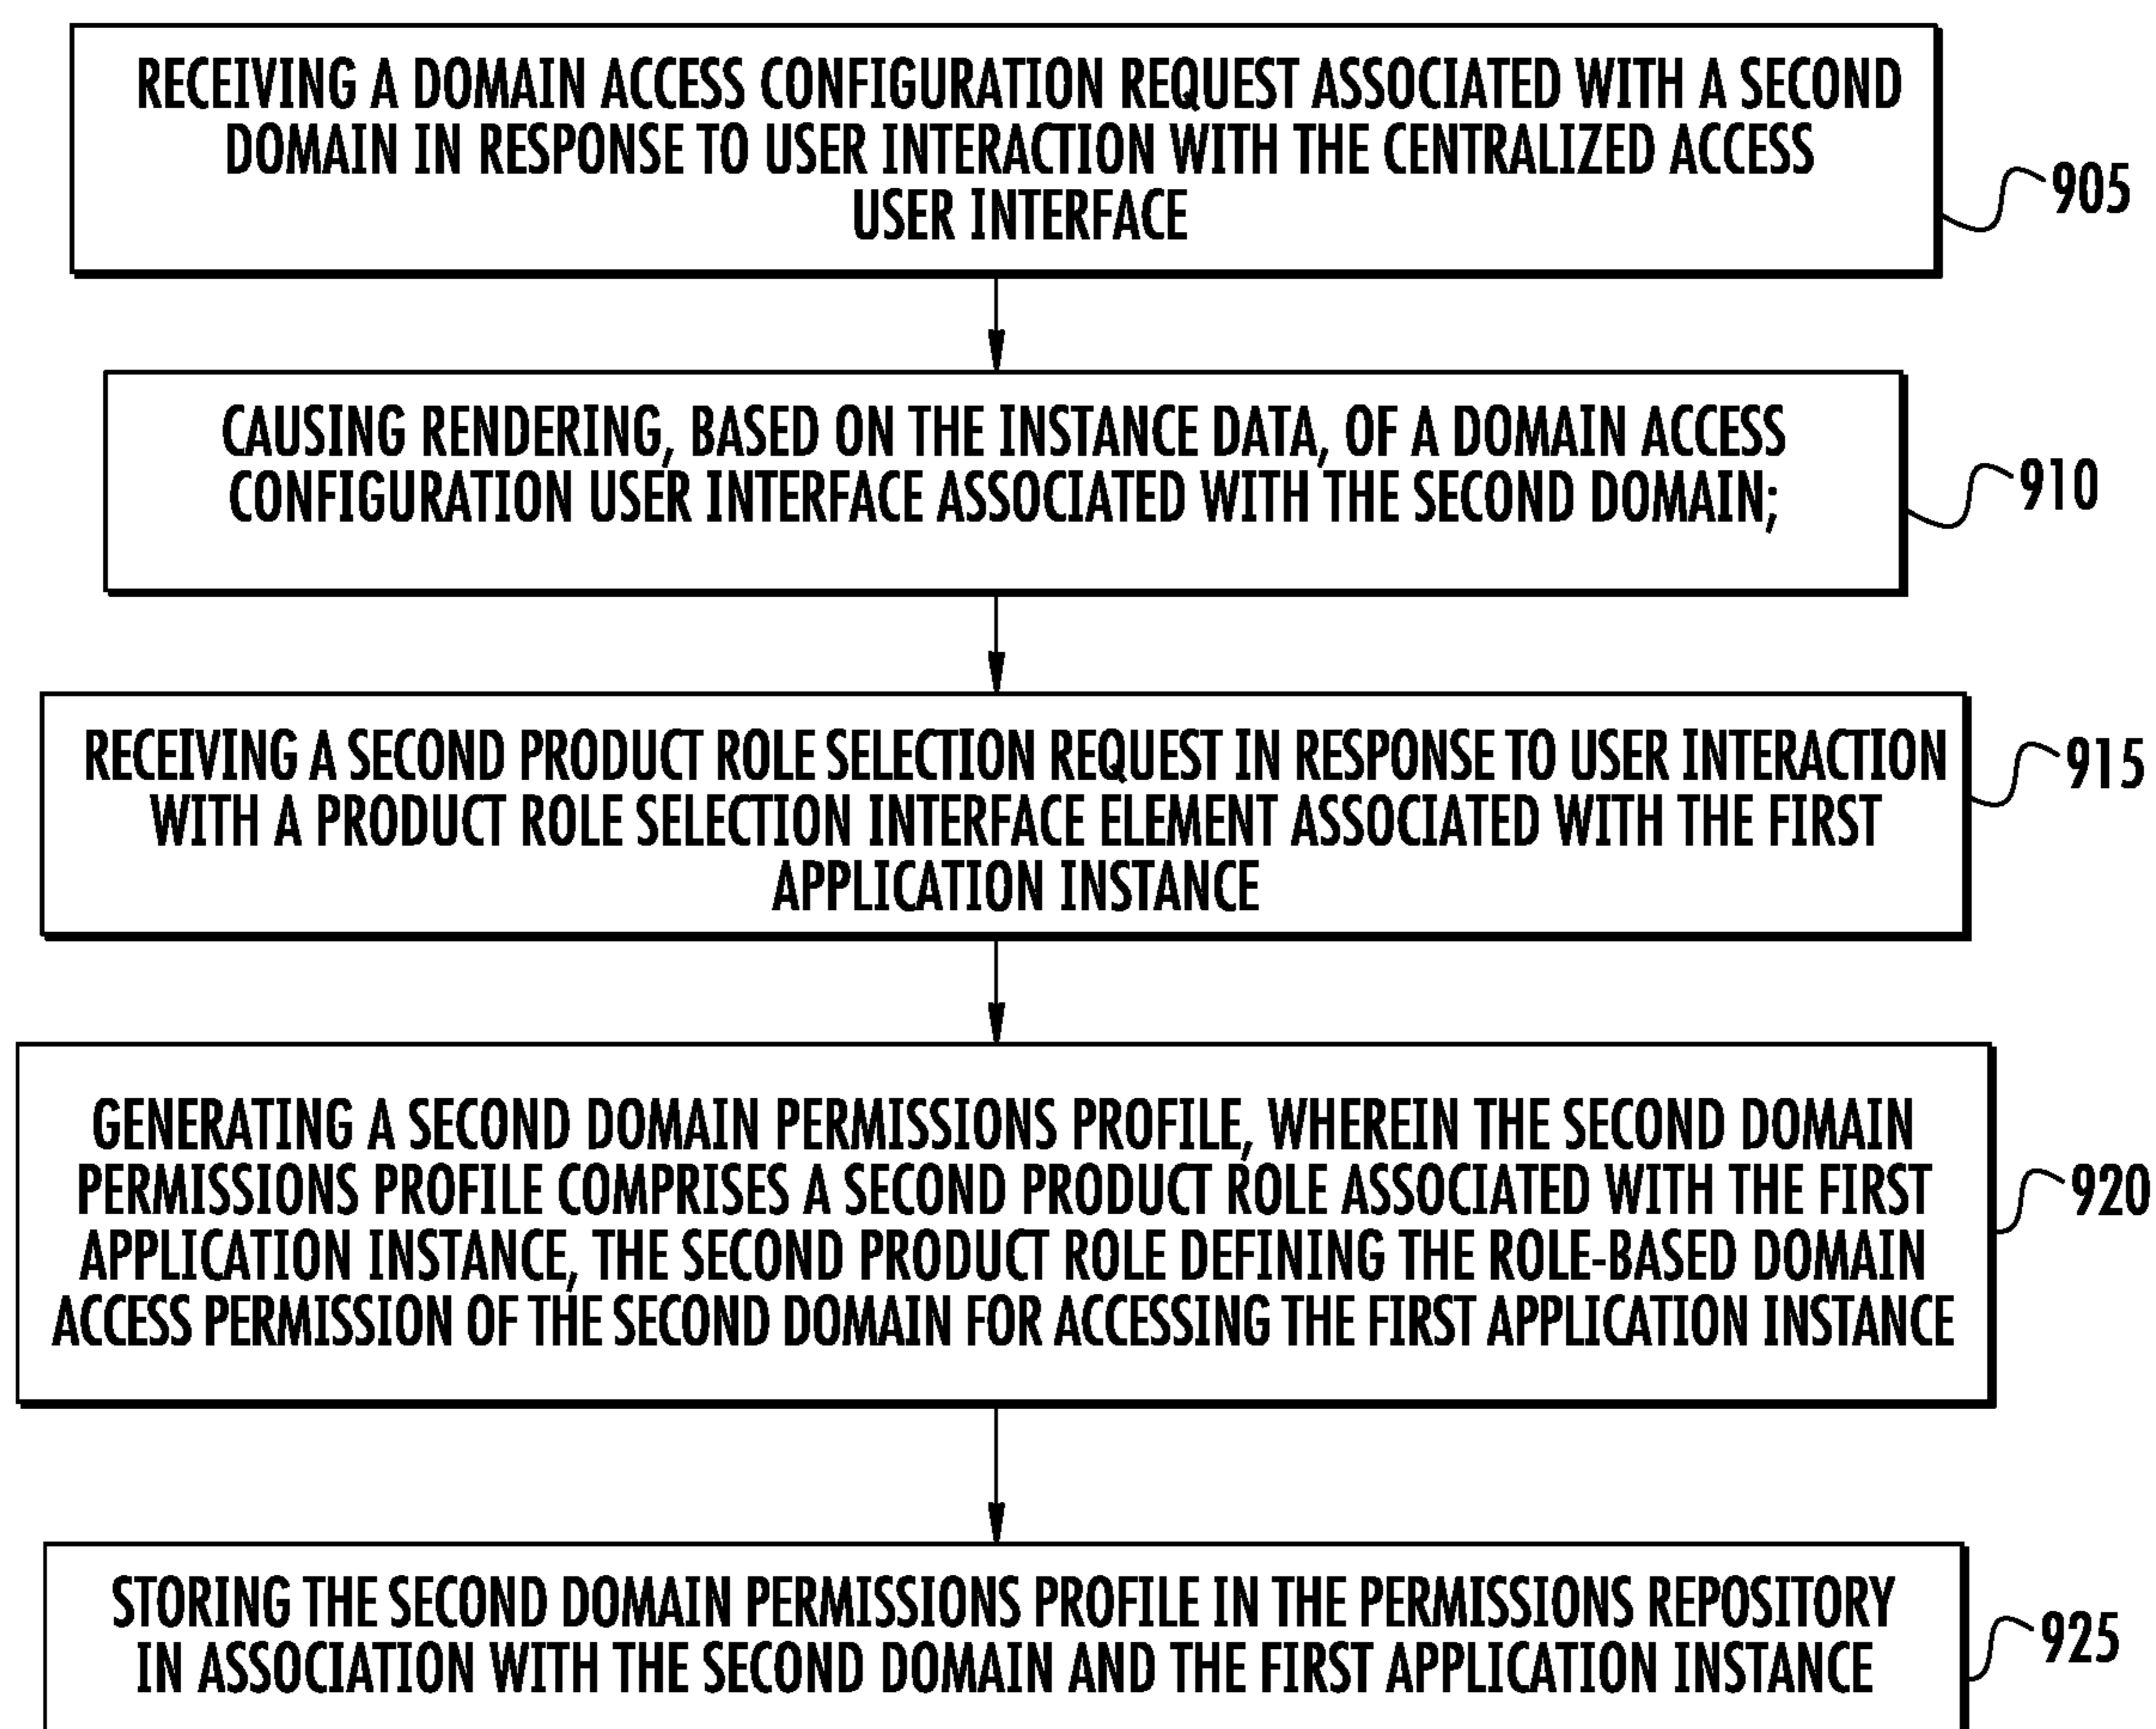 RECEIVING A DOMAIN ACCESS CONFIGURATION REQUEST ASSOCIATED WITH A SECOND
DOMAIN IN RESPONSE TO USER INTERACTION WITH THE CENTRALIZED ACCESS
USER INTERFACE
905
CAUSING RENDERING, BASED ON THE INSTANCE DATA, OF A DOMAIN ACCESS
CONFIGURATION USER INTERFACE ASSOCIATED WITH THE SECOND DOMAIN;
910
RECEIVING A SECOND PRODUCT ROLE SELECTION REQUEST IN RESPONSE TO USER INTERACTION
WITH A PRODUCT ROLE SELECTION INTERFACE ELEMENT ASSOCIATED WITH THE FIRST
APPLICATION INSTANCE
915
GENERATING A SECOND DOMAIN PERMISSIONS PROFILE, WHEREIN THE SECOND DOMAIN
PERMISSIONS PROFILE COMPRISES A SECOND PRODUCT ROLE ASSOCIATED WITH THE FIRST
APPLICATION INSTANCE, THE SECOND PRODUCT ROLE DEFINING THE ROLE-BASED DOMAIN
ACCESS PERMISSION OF THE SECOND DOMAIN FOR ACCESSING THE FIRST APPLICATION INSTANCE
920
STORING THE SECOND DOMAIN PERMISSIONS PROFILE IN THE PERMISSIONS REPOSITORY
IN ASSOCIATION WITH THE SECOND DOMAIN AND THE FIRST APPLICATION INSTANCE
925